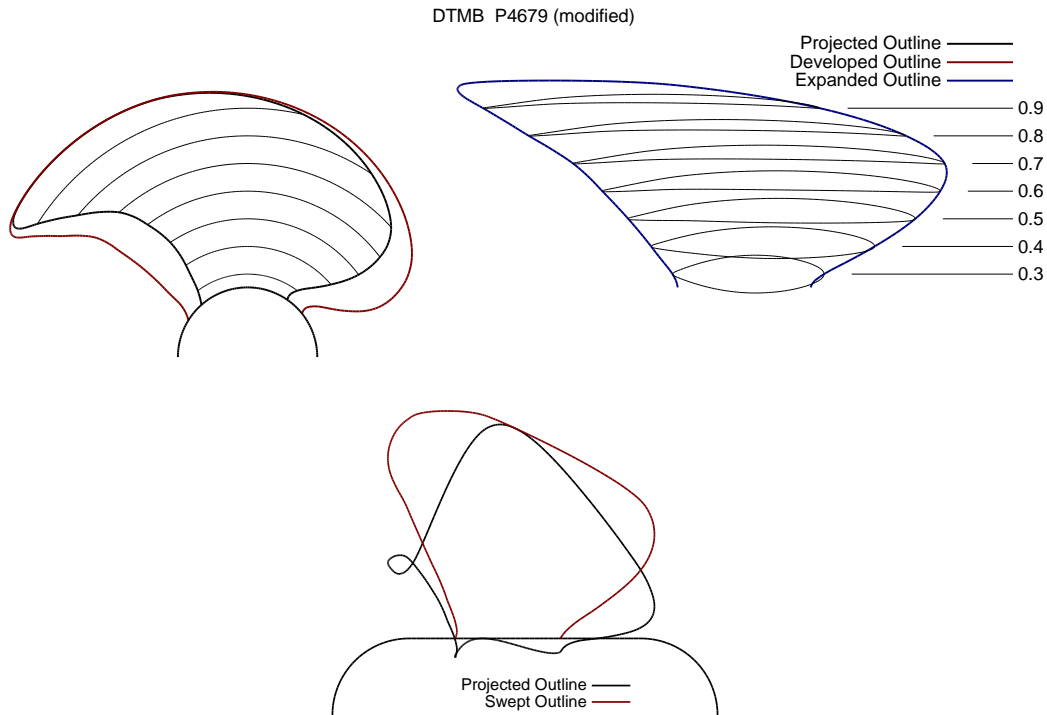 DTMB P4679 (modified)
Projected Outline
Developed Outline
Expanded Outline
0.9
0.8
0.7
0.6
0.5
0.4
0.3
Projected Outline
Swept Outline